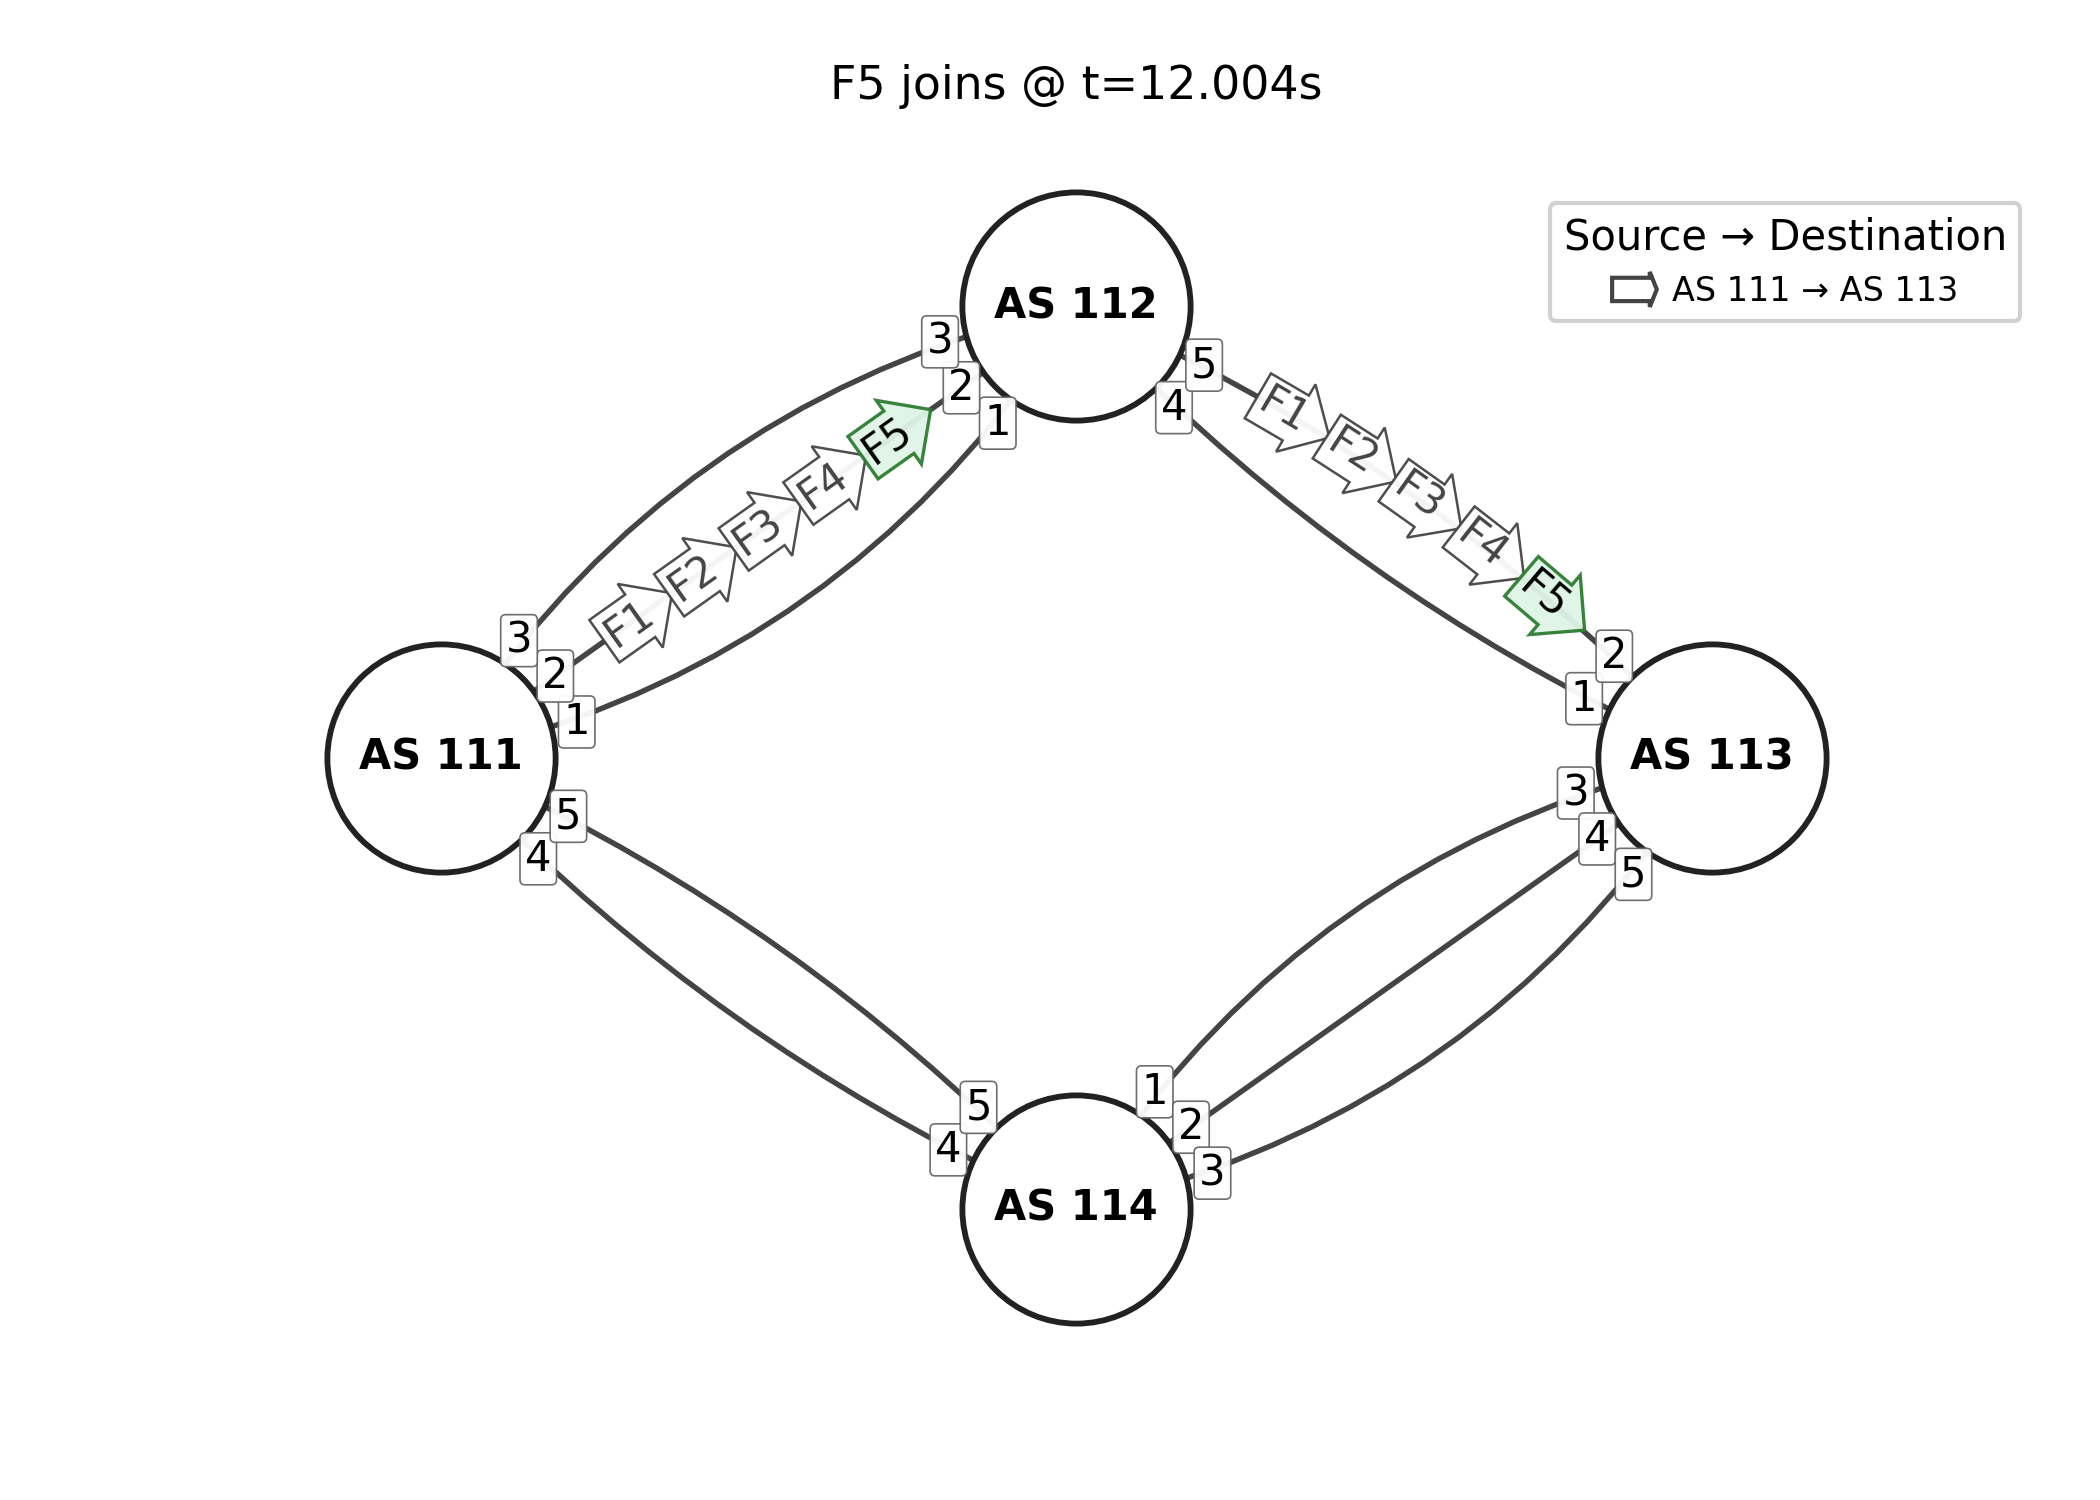 F5 joins @ t=12.004s
Source → Destination
AS 111 → AS 113
AS 112
3
2
1
5
4
F1
F2
F3
F4
F5
F5
F4
F3
F2
F1
3
2
1
2
1
AS 111
AS 113
5
4
3
4
5
5
4
1
2
3
AS 114